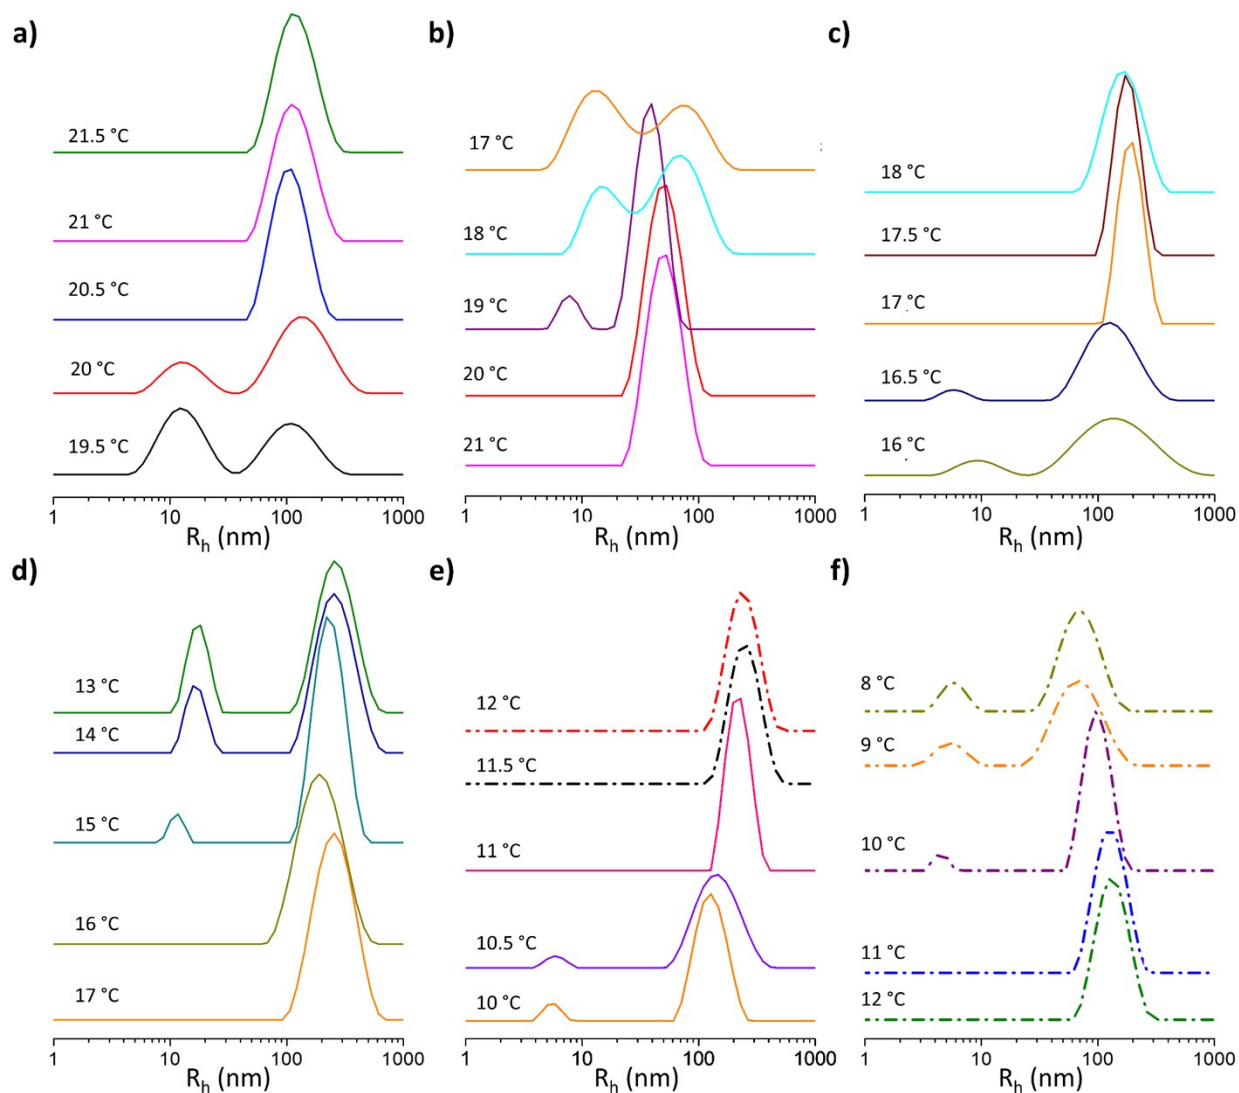 a)
21.5 °C
21 °C
20.5 °C
20 °C
19.5 °C
1 10 100 1000
Rₕ (nm)
b)
17 °C
18 °C
19 °C
20 °C
21 °C
1 10 100 1000
Rₕ (nm)
c)
18 °C
17.5 °C
17 °C
16.5 °C
16 °C
1 10 100 1000
Rₕ (nm)
d)
13 °C
14 °C
15 °C
16 °C
17 °C
1 10 100 1000
Rₕ (nm)
e)
12 °C
11.5 °C
11 °C
10.5 °C
10 °C
1 10 100 1000
Rₕ (nm)
f)
8 °C
9 °C
10 °C
11 °C
12 °C
1 10 100 1000
Rₕ (nm)